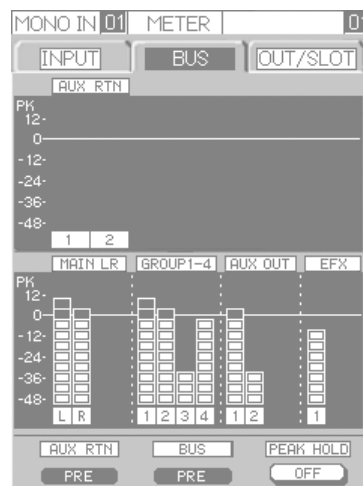 MONO IN 01 METER 01
INPUT BUS OUT/SLOT
AUX RTN
PK
12-
0-
-12-
-24-
-36-
-48-
1 2
MAIN LR GROUP1-4 AUX OUT EFX
PK
12-
0-
-12-
-24-
-36-
-48-
L R 1 2 3 4 1 2 1
AUX RTN BUS PEAK HOLD
PRE PRE OFF